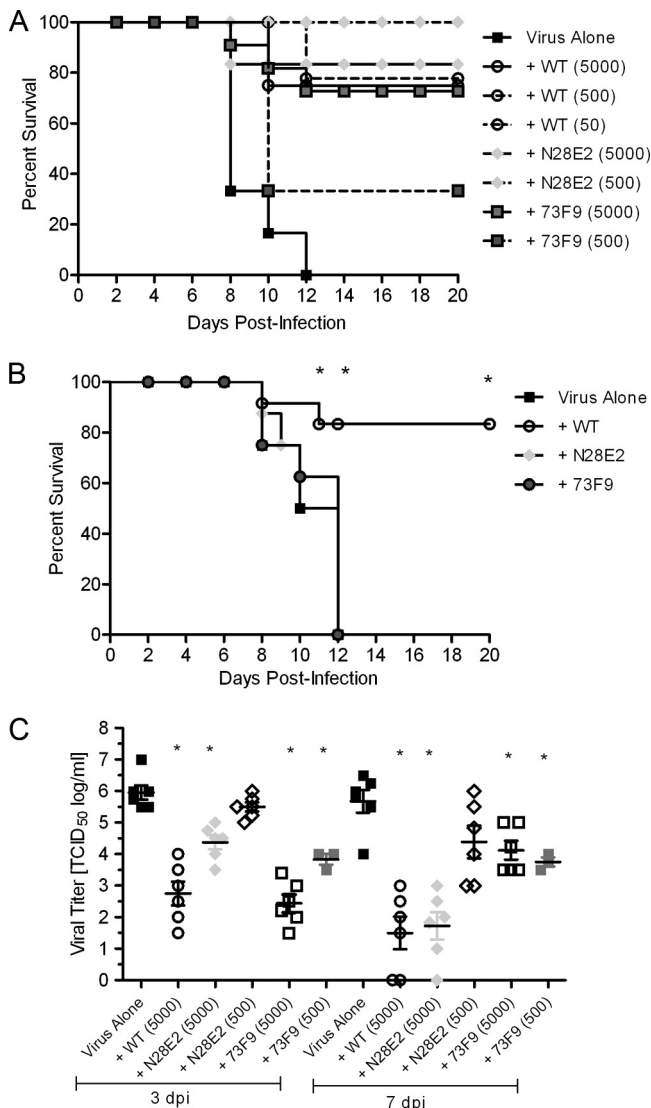 A
100
80
60
40
20
0
Percent Survival
0 2 4 6 8 10 12 14 16 18 20
Days Post-Infection
Virus Alone
+ WT (5000)
+ WT (500)
+ WT (50)
+ N28E2 (5000)
+ N28E2 (500)
+ 73F9 (5000)
+ 73F9 (500)
B
* * *
100
80
60
40
20
0
Percent Survival
0 2 4 6 8 10 12 14 16 18 20
Days Post-Infection
Virus Alone
+ WT
+ N28E2
+ 73F9
C
8
7
6
5
4
3
2
1
0
Viral Titer [TCID50 log/ml]
* * * * * * * *
Virus Alone
+ WT (5000)
+ N28E2 (5000)
+ N28E2 (500)
+ 73F9 (5000)
+ 73F9 (500)
Virus Alone
+ WT (5000)
+ N28E2 (5000)
+ N28E2 (500)
+ 73F9 (5000)
+ 73F9 (500)
3 dpi
7 dpi